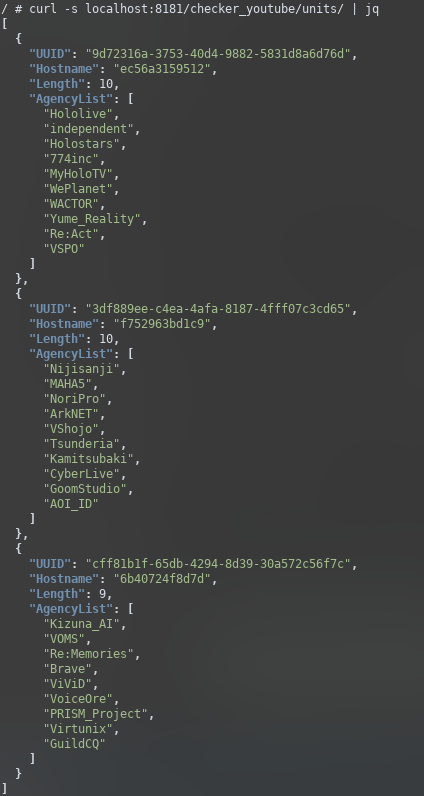 / # curl -s localhost:8181/checker_youtube/units/ | jq
[
  {
    "UUID": "9d72316a-3753-40d4-9882-5831d8a6d76d",
    "Hostname": "ec56a3159512",
    "Length": 10,
    "AgencyList": [
      "Hololive",
      "independent",
      "Holostars",
      "774inc",
      "MyHoloTV",
      "WePlanet",
      "WACTOR",
      "Yume_Reality",
      "Re:Act",
      "VSPO"
    ]
  },
  {
    "UUID": "3df889ee-c4ea-4afa-8187-4fff07c3cd65",
    "Hostname": "f752963bd1c9",
    "Length": 10,
    "AgencyList": [
      "Nijisanji",
      "MAHA5",
      "NoriPro",
      "ArkNET",
      "VShojo",
      "Tsunderia",
      "Kamitsubaki",
      "CyberLive",
      "GoomStudio",
      "AOI_ID"
    ]
  },
  {
    "UUID": "cff81b1f-65db-4294-8d39-30a572c56f7c",
    "Hostname": "6b40724f8d7d",
    "Length": 9,
    "AgencyList": [
      "Kizuna_AI",
      "VOMS",
      "Re:Memories",
      "Brave",
      "ViViD",
      "VoiceOre",
      "PRISM_Project",
      "Virtunix",
      "GuildCQ"
    ]
  }
]